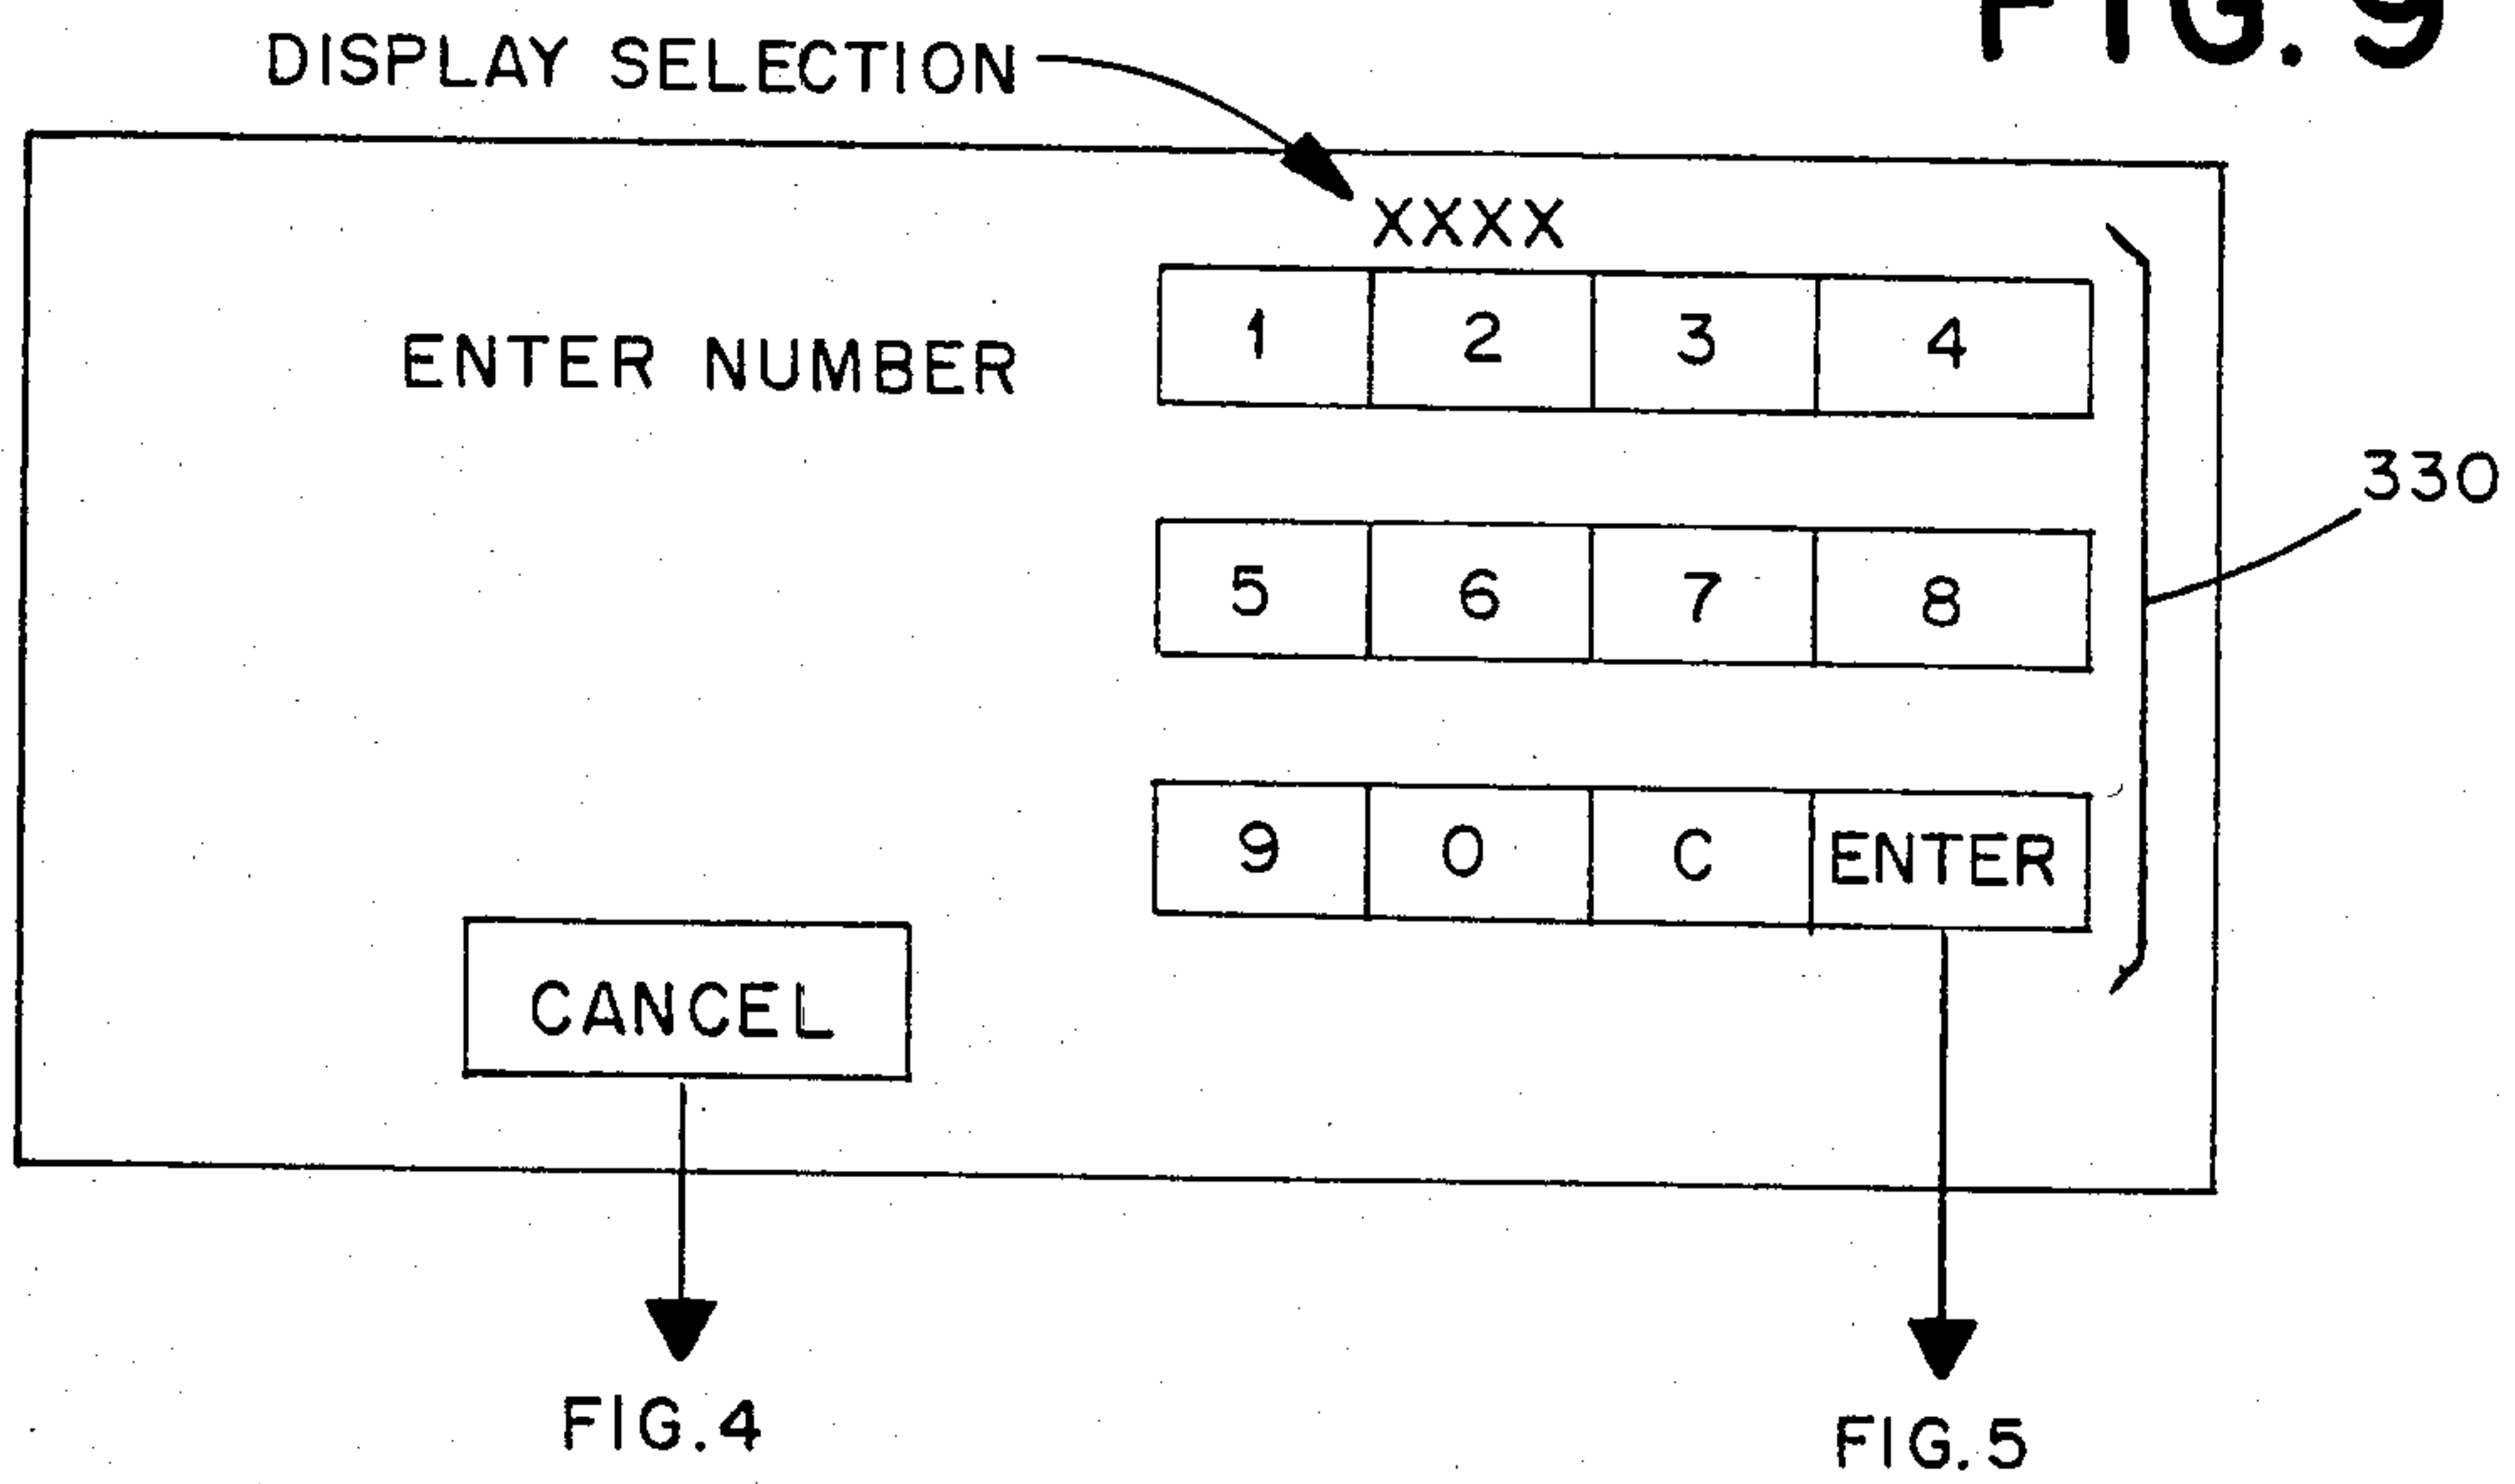 FIG. 9
DISPLAY SELECTION
XXXX
ENTER NUMBER
1 2 3 4
330
5 6 7 8
9 0 C ENTER
CANCEL
FIG. 4
FIG. 5